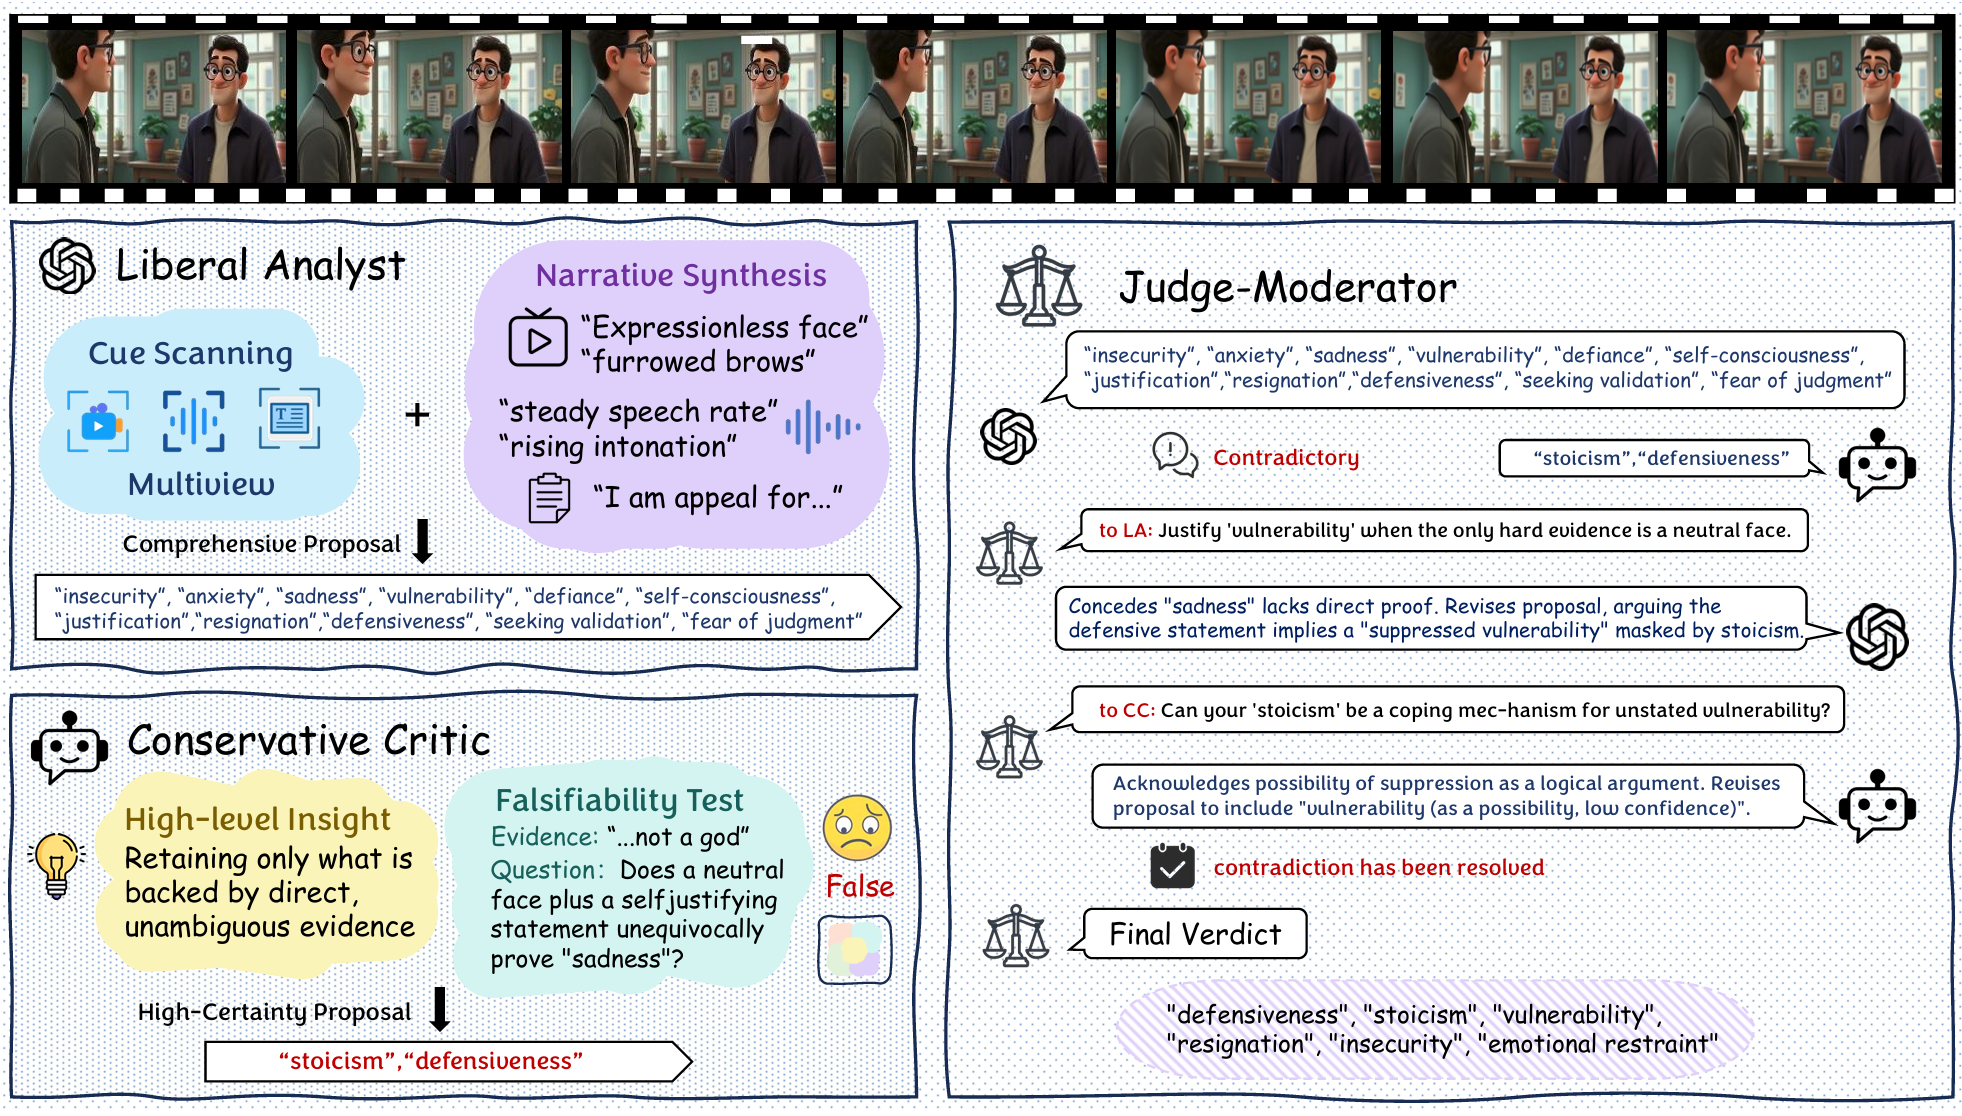 Liberal Analyst
Cue Scanning
Multiview
+
Narrative Synthesis
“Expressionless face”
“furrowed brows”
“steady speech rate”
“rising intonation”
“I am appeal for...”
Comprehensive Proposal
“insecurity”, “anxiety”, “sadness”, “vulnerability”, “defiance”, “self-consciousness”,
“justification”,“resignation”,“defensiveness”, “seeking validation”, “fear of judgment”
Conservative Critic
High-level Insight
Retaining only what is
backed by direct,
unambiguous evidence
Falsifiability Test
Evidence: “...not a god”
Question: Does a neutral
face plus a selfjustifying
statement unequivocally
prove "sadness"?
False
High-Certainty Proposal
“stoicism”,“defensiveness”
Judge-Moderator
“insecurity”, “anxiety”, “sadness”, “vulnerability”, “defiance”, “self-consciousness”,
“justification”,“resignation”,“defensiveness”, “seeking validation”, “fear of judgment”
Contradictory
“stoicism”,“defensiveness”
to LA: Justify 'vulnerability' when the only hard evidence is a neutral face.
Concedes "sadness" lacks direct proof. Revises proposal, arguing the
defensive statement implies a "suppressed vulnerability" masked by stoicism.
to CC: Can your 'stoicism' be a coping mec-hanism for unstated vulnerability?
Acknowledges possibility of suppression as a logical argument. Revises
proposal to include "vulnerability (as a possibility, low confidence)".
contradiction has been resolved
Final Verdict
"defensiveness", "stoicism", "vulnerability",
"resignation", "insecurity", "emotional restraint"